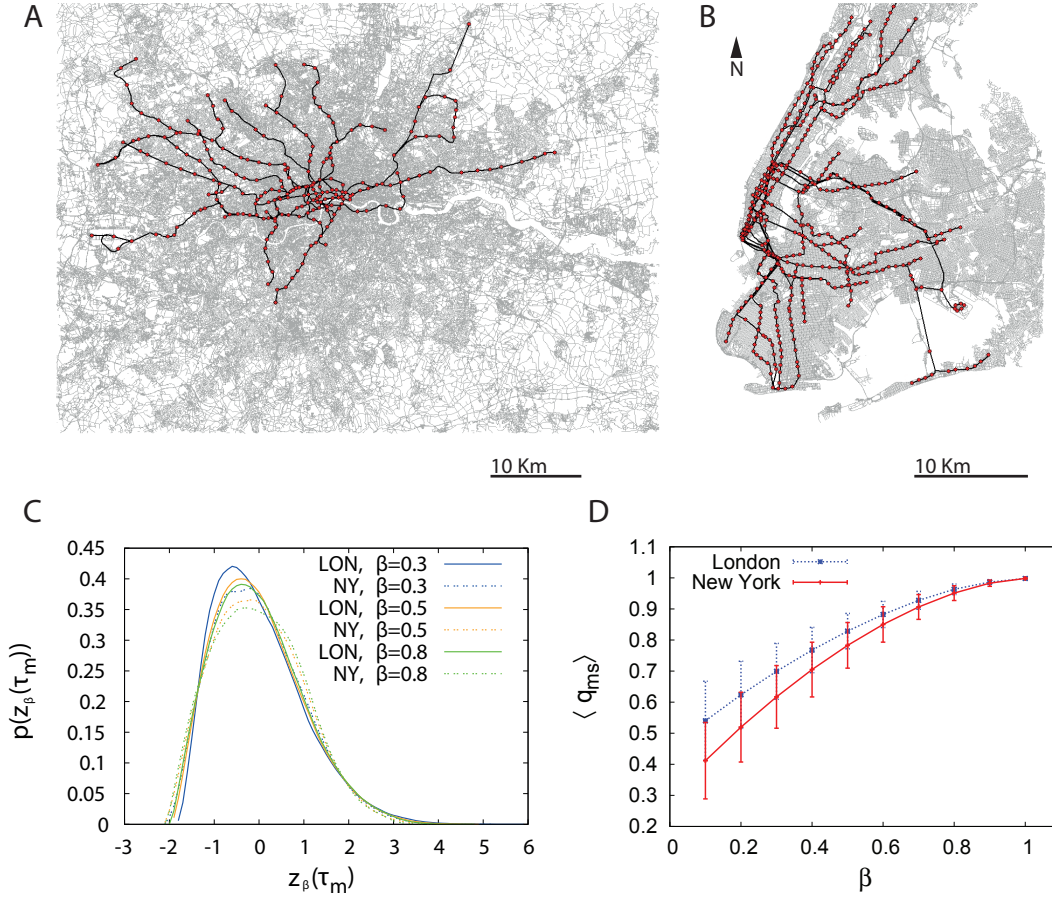 A
B
N
10 Km
10 Km
C
D
p(z_β(τ_m))
0.45
0.4
0.35
0.3
0.25
0.2
0.15
0.1
0.05
0
-3 -2 -1 0 1 2 3 4 5 6
z_β(τ_m)
LON, β=0.3
NY, β=0.3
LON, β=0.5
NY, β=0.5
LON, β=0.8
NY, β=0.8
⟨ q_ms ⟩
1.1
1
0.9
0.8
0.7
0.6
0.5
0.4
0.3
0.2
0 0.2 0.4 0.6 0.8 1
β
London
New York